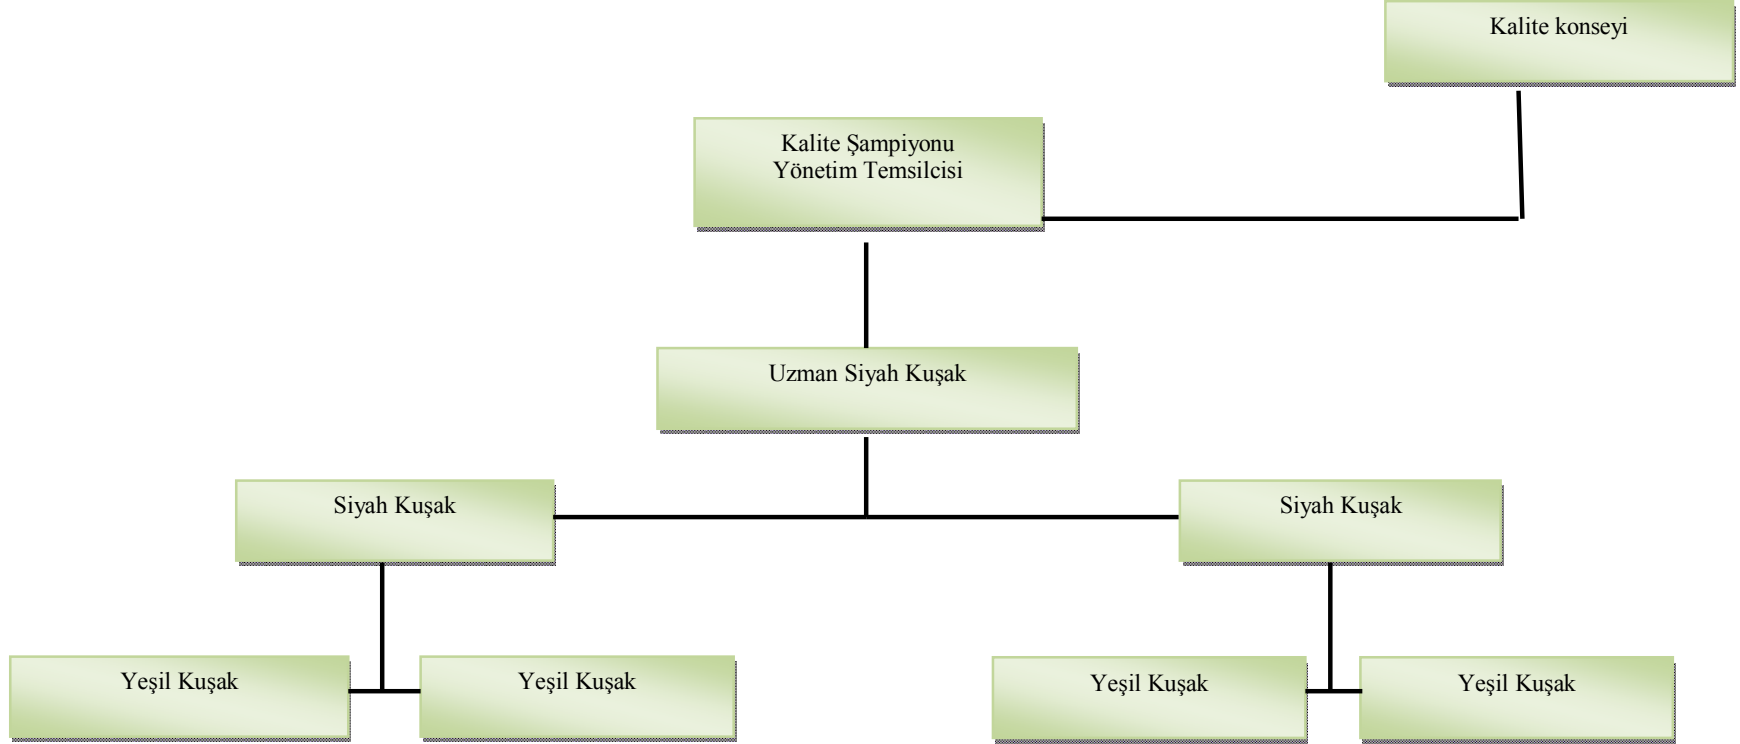 Kalite konseyi
Kalite Şampiyonu
Yönetim Temsilcisi
Uzman Siyah Kuşak
Siyah Kuşak
Siyah Kuşak
Yeşil Kuşak
Yeşil Kuşak
Yeşil Kuşak
Yeşil Kuşak